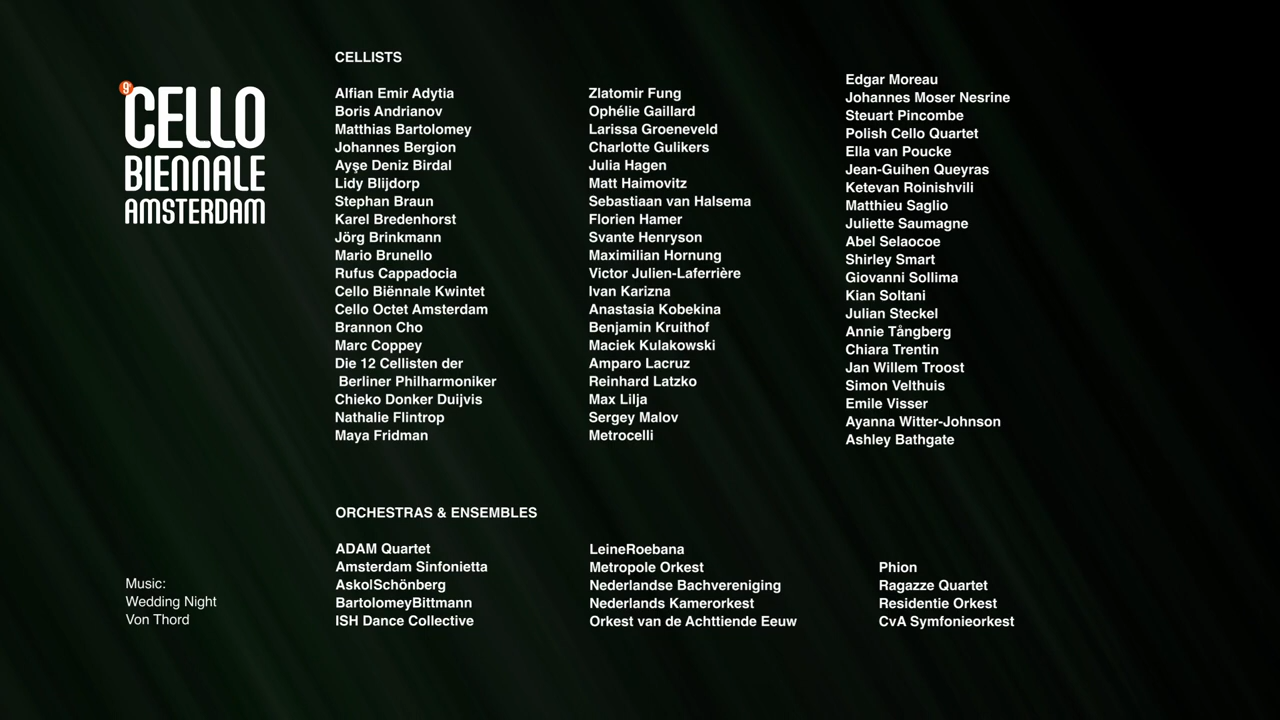 9e
CELLO
BIENNALE
AMSTERDAM
CELLISTS
Alfian Emir Adytia
Boris Andrianov
Matthias Bartolomey
Johannes Bergion
Ayşe Deniz Birdal
Lidy Blijdorp
Stephan Braun
Karel Bredenhorst
Jörg Brinkmann
Mario Brunello
Rufus Cappadocia
Cello Biënnale Kwintet
Cello Octet Amsterdam
Brannon Cho
Marc Coppey
Die 12 Cellisten der
Berliner Philharmoniker
Chieko Donker Duijvis
Nathalie Flintrop
Maya Fridman
Zlatomir Fung
Ophélie Gaillard
Larissa Groeneveld
Charlotte Gulikers
Julia Hagen
Matt Haimovitz
Sebastiaan van Halsema
Florien Hamer
Svante Henryson
Maximilian Hornung
Victor Julien-Laferrière
Ivan Karizna
Anastasia Kobekina
Benjamin Kruithof
Maciek Kulakowski
Amparo Lacruz
Reinhard Latzko
Max Lilja
Sergey Malov
Metrocelli
Edgar Moreau
Johannes Moser Nesrine
Steuart Pincombe
Polish Cello Quartet
Ella van Poucke
Jean-Guihen Queyras
Ketevan Roinishvili
Matthieu Saglio
Juliette Saumagne
Abel Selaocoe
Shirley Smart
Giovanni Sollima
Kian Soltani
Julian Steckel
Annie Tångberg
Chiara Trentin
Jan Willem Troost
Simon Velthuis
Emile Visser
Ayanna Witter-Johnson
Ashley Bathgate
ORCHESTRAS & ENSEMBLES
ADAM Quartet
Amsterdam Sinfonietta
AskolSchönberg
BartolomeyBittmann
ISH Dance Collective
LeineRoebana
Metropole Orkest
Nederlandse Bachvereniging
Nederlands Kamerorkest
Orkest van de Achttiende Eeuw
Phion
Ragazze Quartet
Residentie Orkest
CvA Symfonieorkest
Music:
Wedding Night
Von Thord